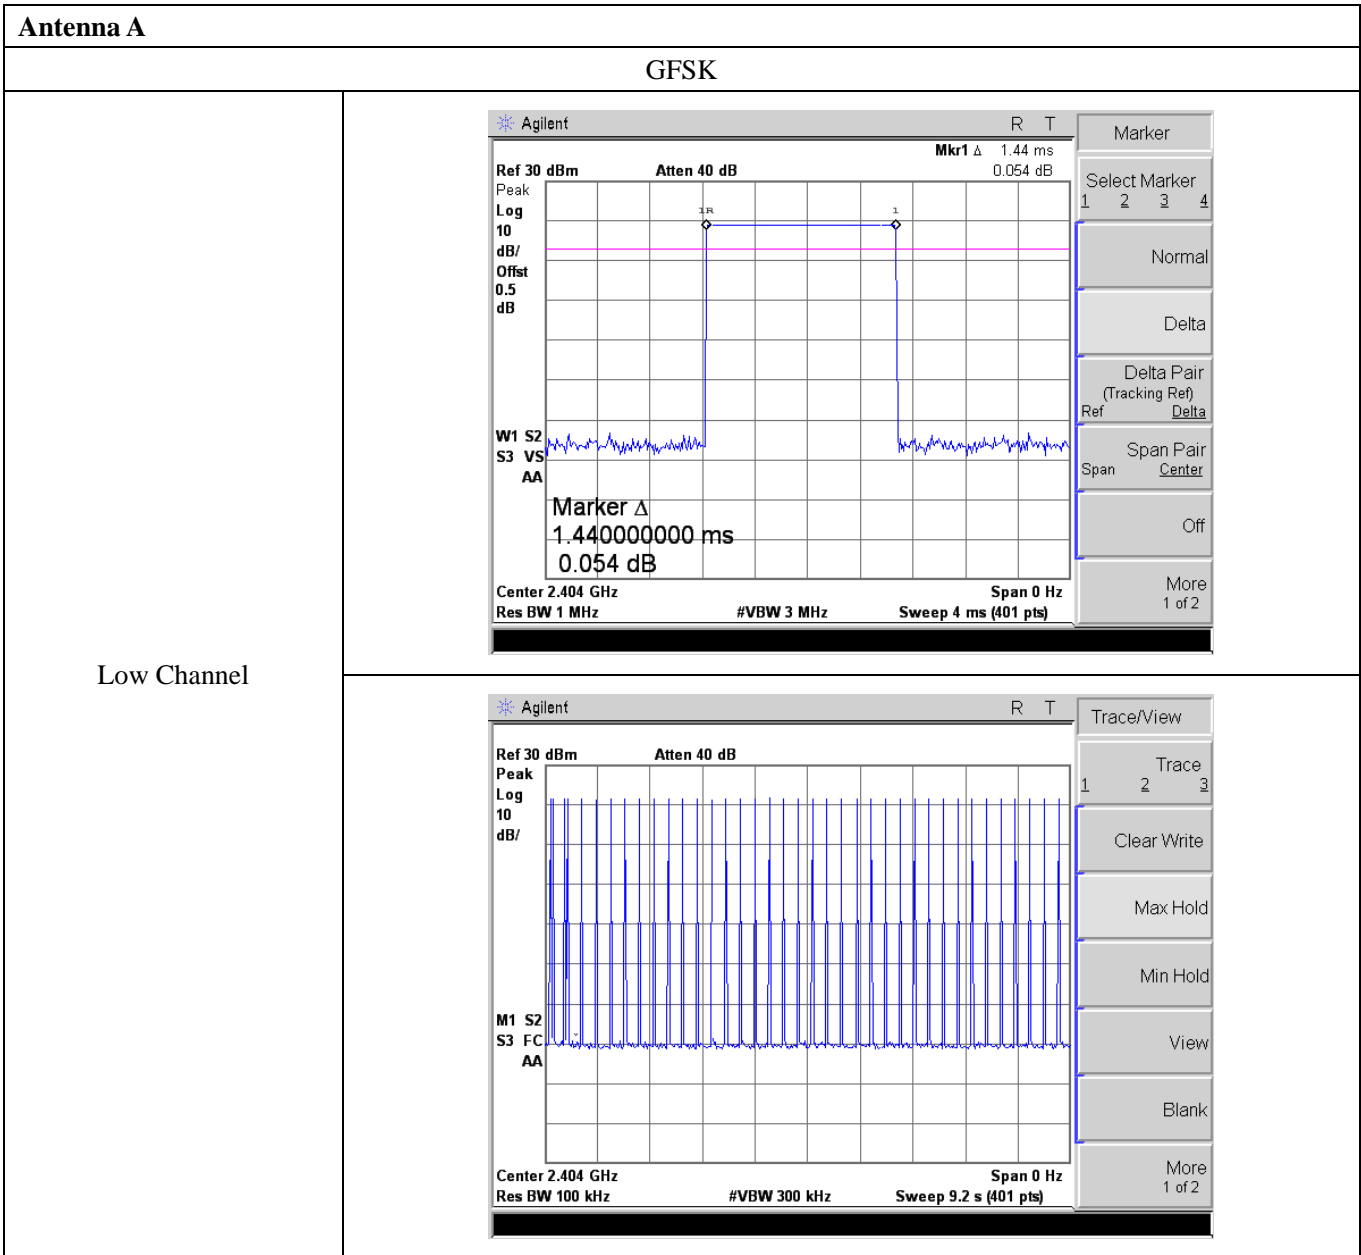 Antenna A
GFSK
Low Channel
Agilent R T
Mkr1 Δ 1.44 ms
Ref 30 dBm Atten 40 dB 0.054 dB
Peak
Log
10
dB/
Offst
0.5
dB
1R 1
W1 S2
S3 VS
AA
Marker Δ
1.440000000 ms
0.054 dB
Center 2.404 GHz Span 0 Hz
Res BW 1 MHz #VBW 3 MHz Sweep 4 ms (401 pts)
Marker
Select Marker
1 2 3 4
Normal
Delta
Delta Pair
(Tracking Ref)
Ref Delta
Span Pair
Span Center
Off
More
1 of 2
Agilent R T
Ref 30 dBm Atten 40 dB
Peak
Log
10
dB/
M1 S2
S3 FC
AA
Center 2.404 GHz Span 0 Hz
Res BW 100 kHz #VBW 300 kHz Sweep 9.2 s (401 pts)
Trace/View
Trace
1 2 3
Clear Write
Max Hold
Min Hold
View
Blank
More
1 of 2